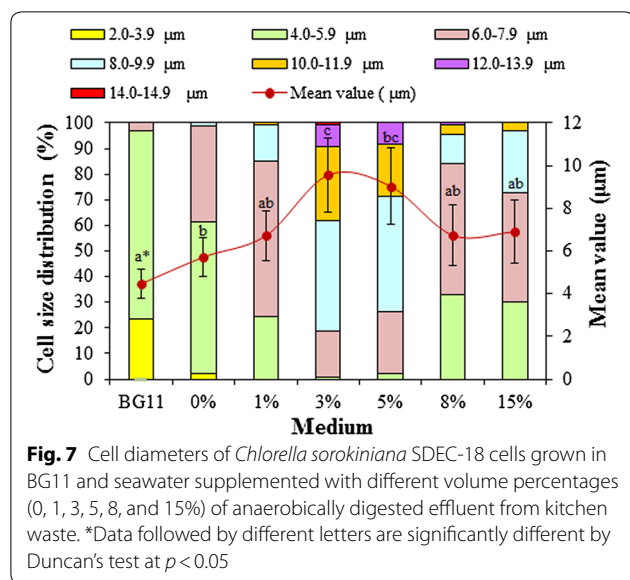 2.0-3.9 μm 4.0-5.9 μm 6.0-7.9 μm
8.0-9.9 μm 10.0-11.9 μm 12.0-13.9 μm
14.0-14.9 μm Mean value ( μm)
Cell size distribution (%)
100
90
80
70
60
50
40
30
20
10
0
a*
b
ab
c
bc
ab
ab
12
10
8
6
4
2
0
Mean value (μm)
BG11 0% 1% 3% 5% 8% 15%
Medium
Fig. 7 Cell diameters of Chlorella sorokiniana SDEC-18 cells grown in
BG11 and seawater supplemented with different volume percentages
(0, 1, 3, 5, 8, and 15%) of anaerobically digested effluent from kitchen
waste. *Data followed by different letters are significantly different by
Duncan's test at p < 0.05